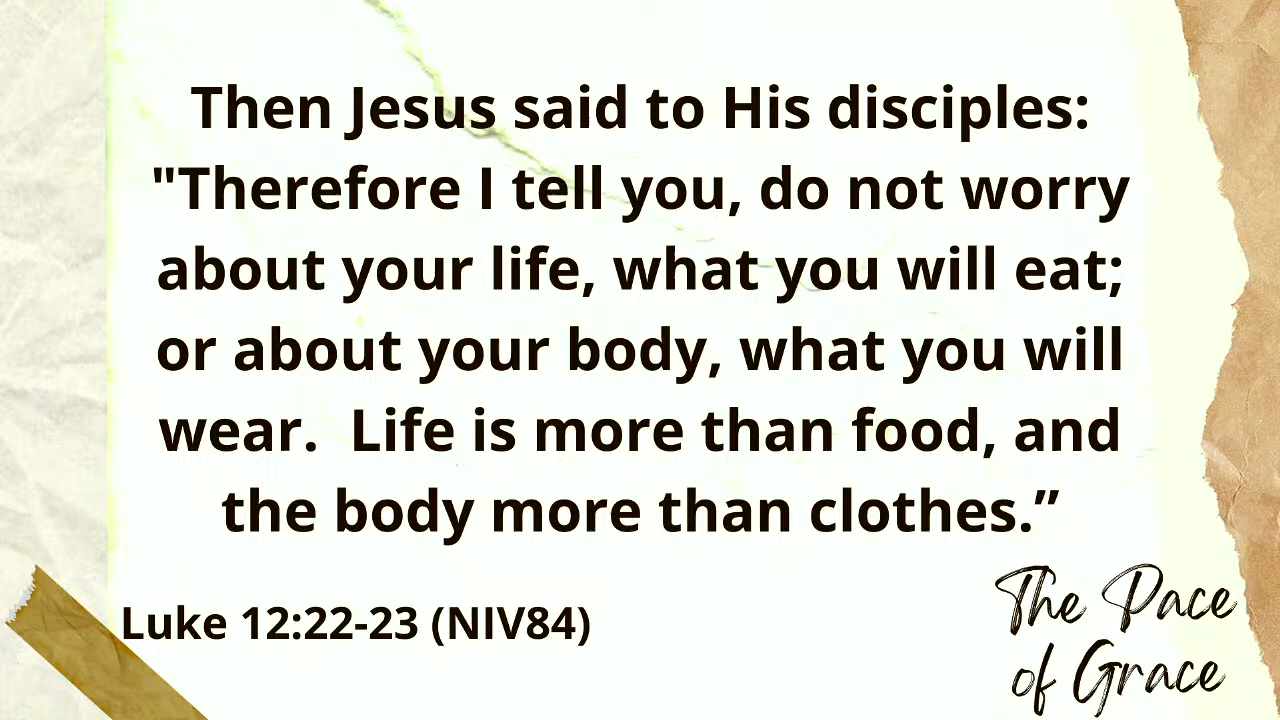 Then Jesus said to His disciples:
"Therefore I tell you, do not worry
about your life, what you will eat;
or about your body, what you will
wear.  Life is more than food, and
the body more than clothes.”
Luke 12:22-23 (NIV84)
The Pace
of Grace